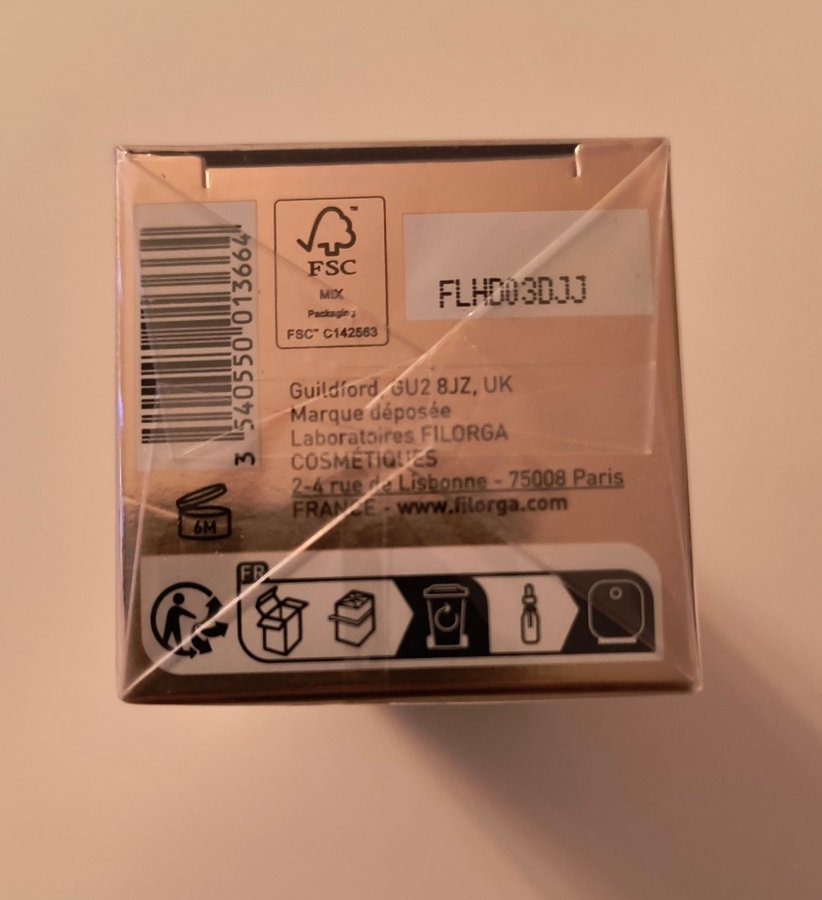 3 540550 013664
FSC™
MIX
Packaging
FSC™ C142563
FLHD03DJJ
Guildford, GU2 8JZ, UK
Marque déposée
Laboratoires FILORGA
COSMÉTIQUES
2-4 rue de Lisbonne - 75008 Paris
FRANCE - www.filorga.com
6M
FR